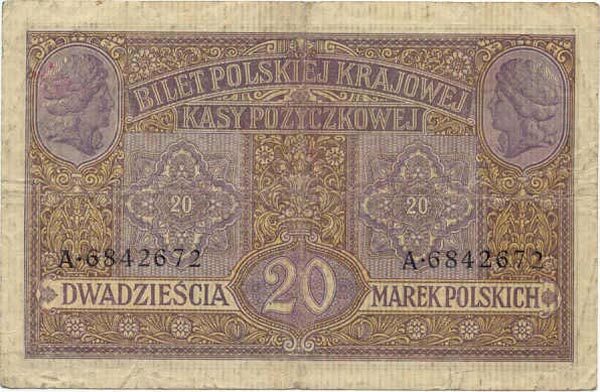 BILET POLSKIEJ KRAJOWEJ
KASY POŻYCZKOWEJ
20 20
A·6842672 A·6842672
DWADZIEŚCIA 20 MAREK POLSKICH